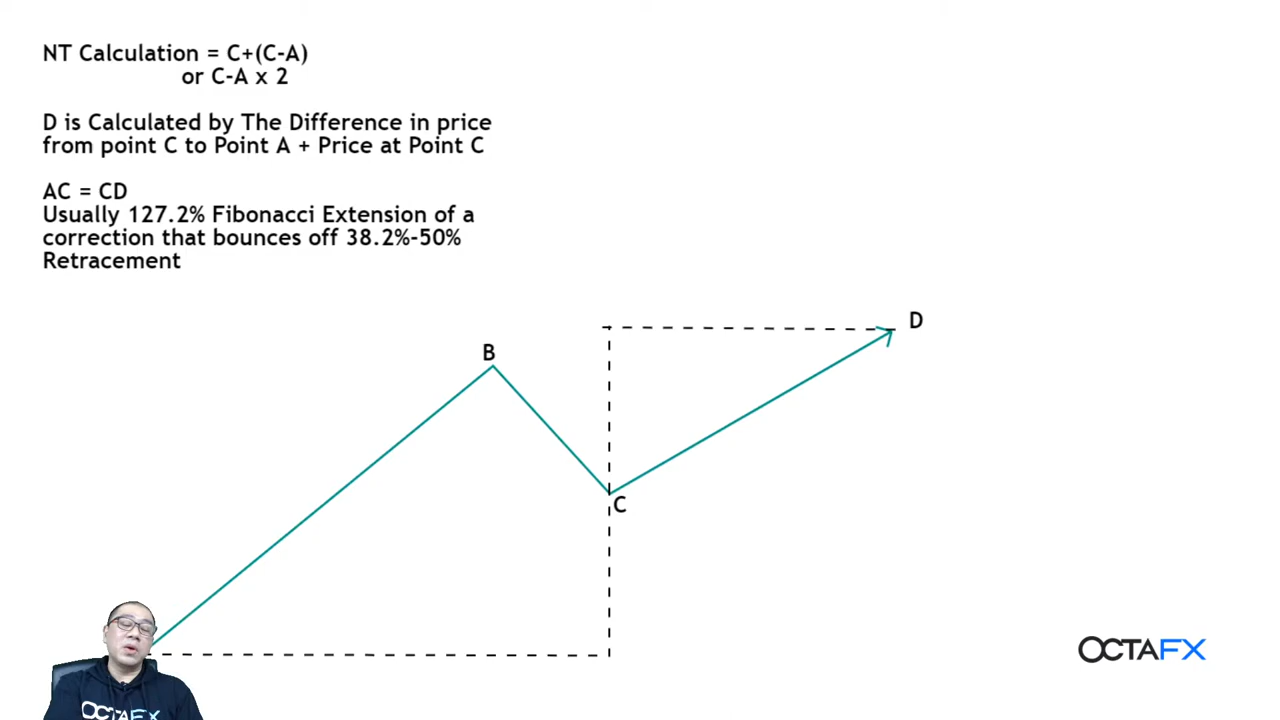 NT Calculation = C+(C-A)
or C-A x 2
D is Calculated by The Difference in price
from point C to Point A + Price at Point C
AC = CD
Usually 127.2% Fibonacci Extension of a
correction that bounces off 38.2%-50%
Retracement
D
B
C
OCTAFX
OCTAFX